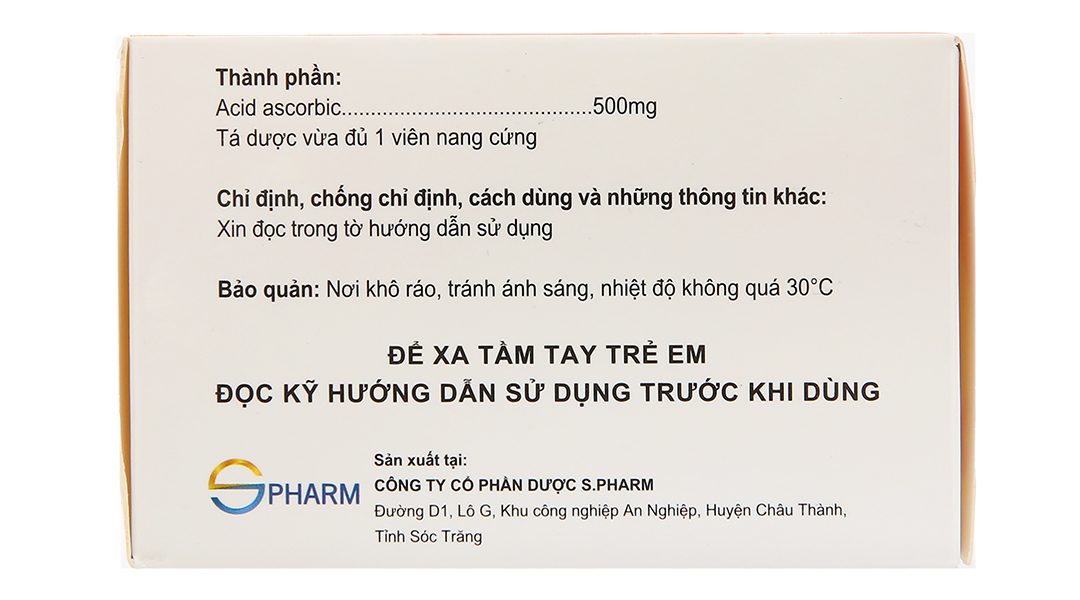 Thành phần:
Acid ascorbic............................................500mg
Tá dược vừa đủ 1 viên nang cứng
Chỉ định, chống chỉ định, cách dùng và những thông tin khác:
Xin đọc trong tờ hướng dẫn sử dụng
Bảo quản: Nơi khô ráo, tránh ánh sáng, nhiệt độ không quá 30°C
ĐỂ XA TẦM TAY TRẺ EM
ĐỌC KỸ HƯỚNG DẪN SỬ DỤNG TRƯỚC KHI DÙNG
SPHARM
Sản xuất tại:
CÔNG TY CỔ PHẦN DƯỢC S.PHARM
Đường D1, Lô G, Khu công nghiệp An Nghiệp, Huyện Châu Thành,
Tỉnh Sóc Trăng